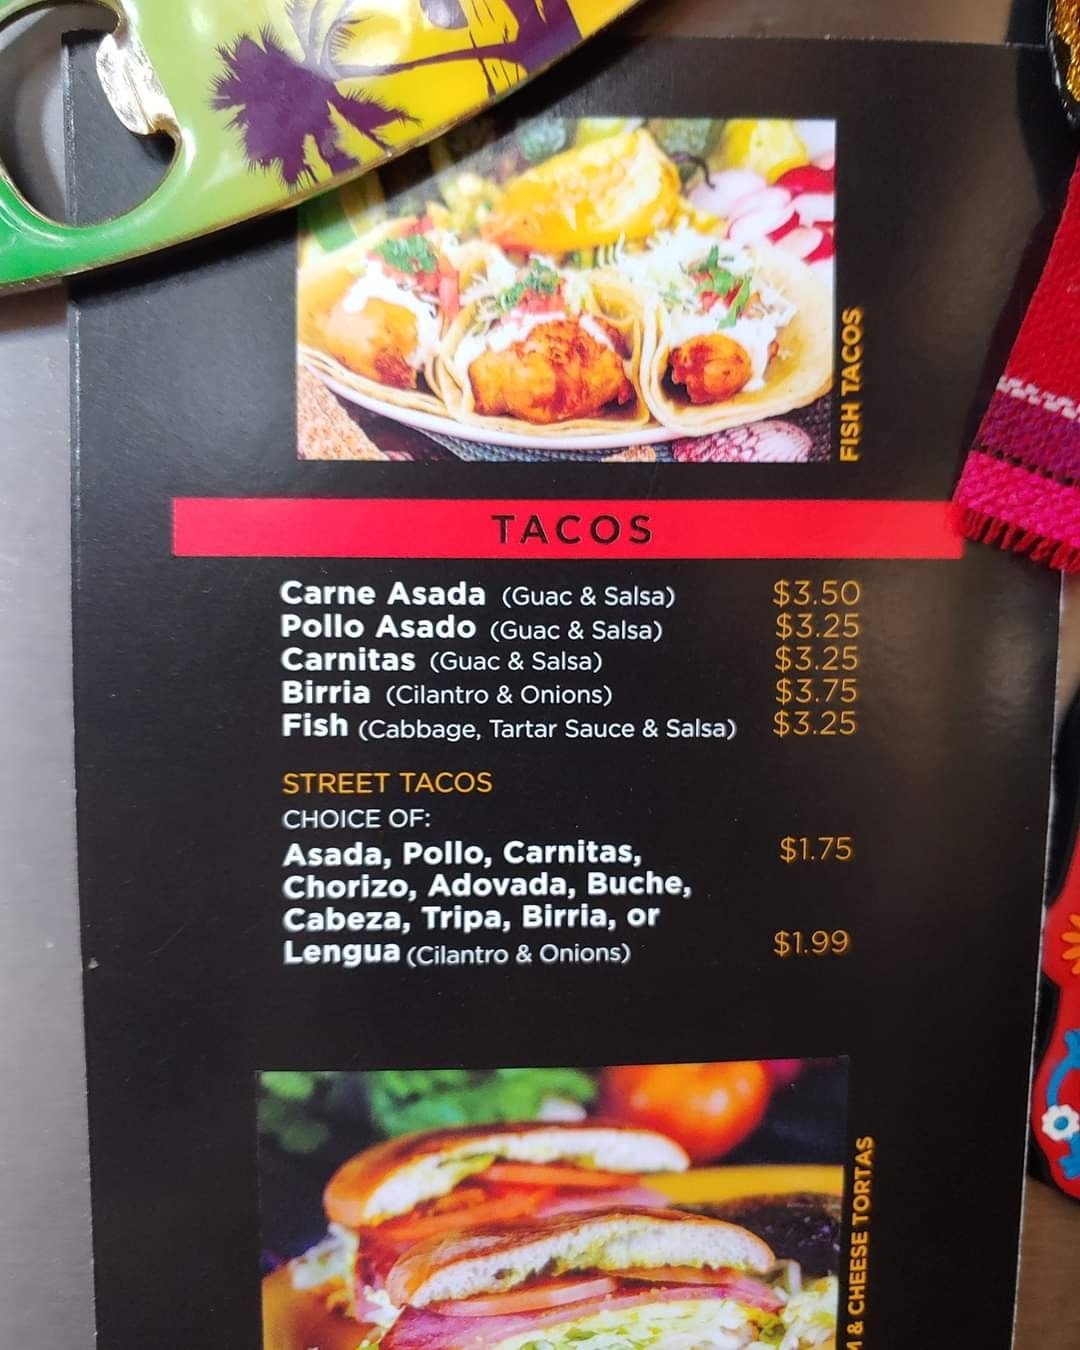 FISH TACOS
TACOS
Carne Asada (Guac & Salsa) $3.50
Pollo Asado (Guac & Salsa) $3.25
Carnitas (Guac & Salsa) $3.25
Birria (Cilantro & Onions) $3.75
Fish (Cabbage, Tartar Sauce & Salsa) $3.25
STREET TACOS
CHOICE OF:
Asada, Pollo, Carnitas, $1.75
Chorizo, Adovada, Buche,
Cabeza, Tripa, Birria, or
Lengua (Cilantro & Onions) $1.99
& CHEESE TORTAS